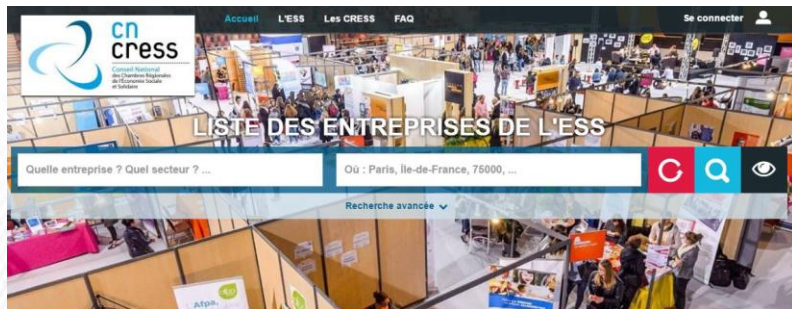 Accueil L'ESS Les CRESS FAQ
Se connecter
cn
cress
Conseil National
des Chambres Régionales
de l'Économie Sociale
et Solidaire
LISTE DES ENTREPRISES DE L'ESS
Quelle entreprise ? Quel secteur ? ...
Où : Paris, Île-de-France, 75000, ...
Recherche avancée
Afpa